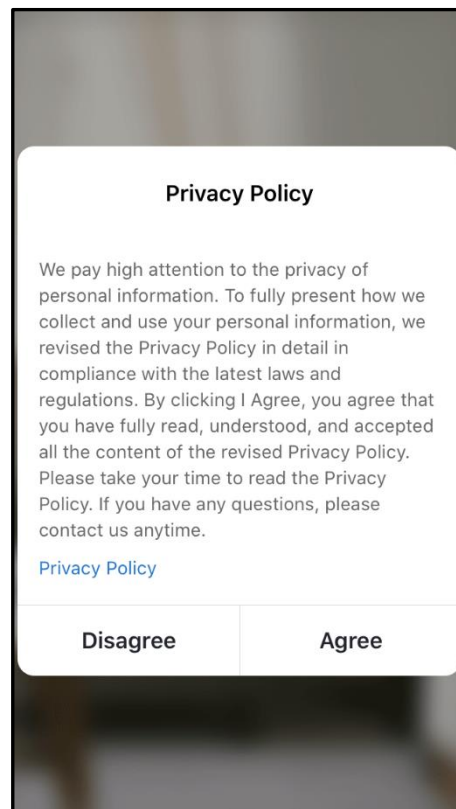 Privacy Policy
We pay high attention to the privacy of
personal information. To fully present how we
collect and use your personal information, we
revised the Privacy Policy in detail in
compliance with the latest laws and
regulations. By clicking I Agree, you agree that
you have fully read, understood, and accepted
all the content of the revised Privacy Policy.
Please take your time to read the Privacy
Policy. If you have any questions, please
contact us anytime.
Privacy Policy
Disagree
Agree